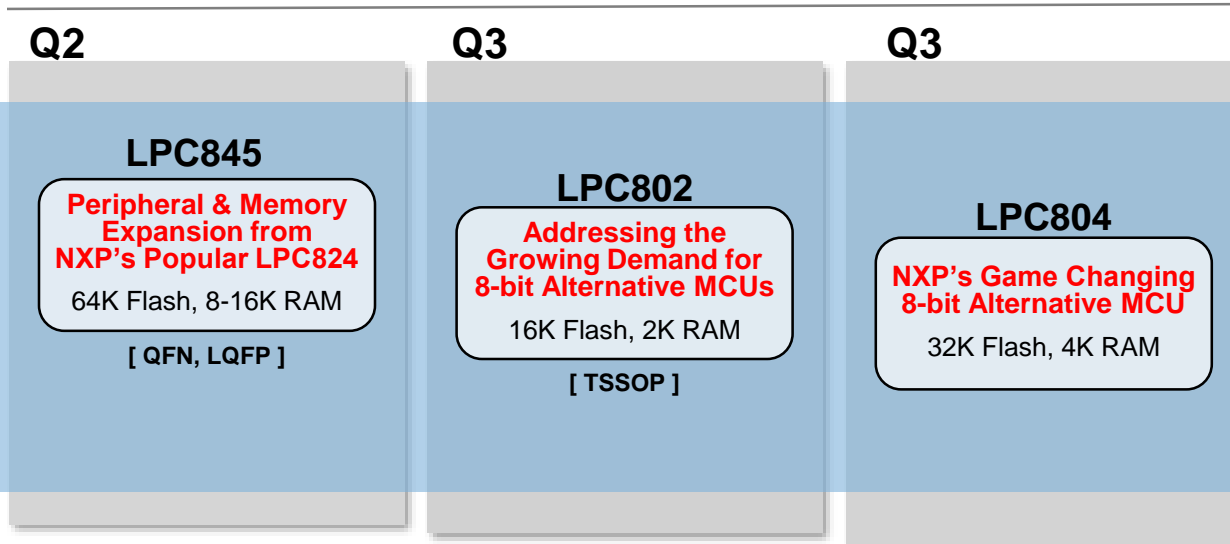 Q2
LPC845
Peripheral & Memory
Expansion from
NXP's Popular LPC824
64K Flash, 8-16K RAM
[ QFN, LQFP ]
Q3
LPC802
Addressing the
Growing Demand for
8-bit Alternative MCUs
16K Flash, 2K RAM
[ TSSOP ]
Q3
LPC804
NXP's Game Changing
8-bit Alternative MCU
32K Flash, 4K RAM